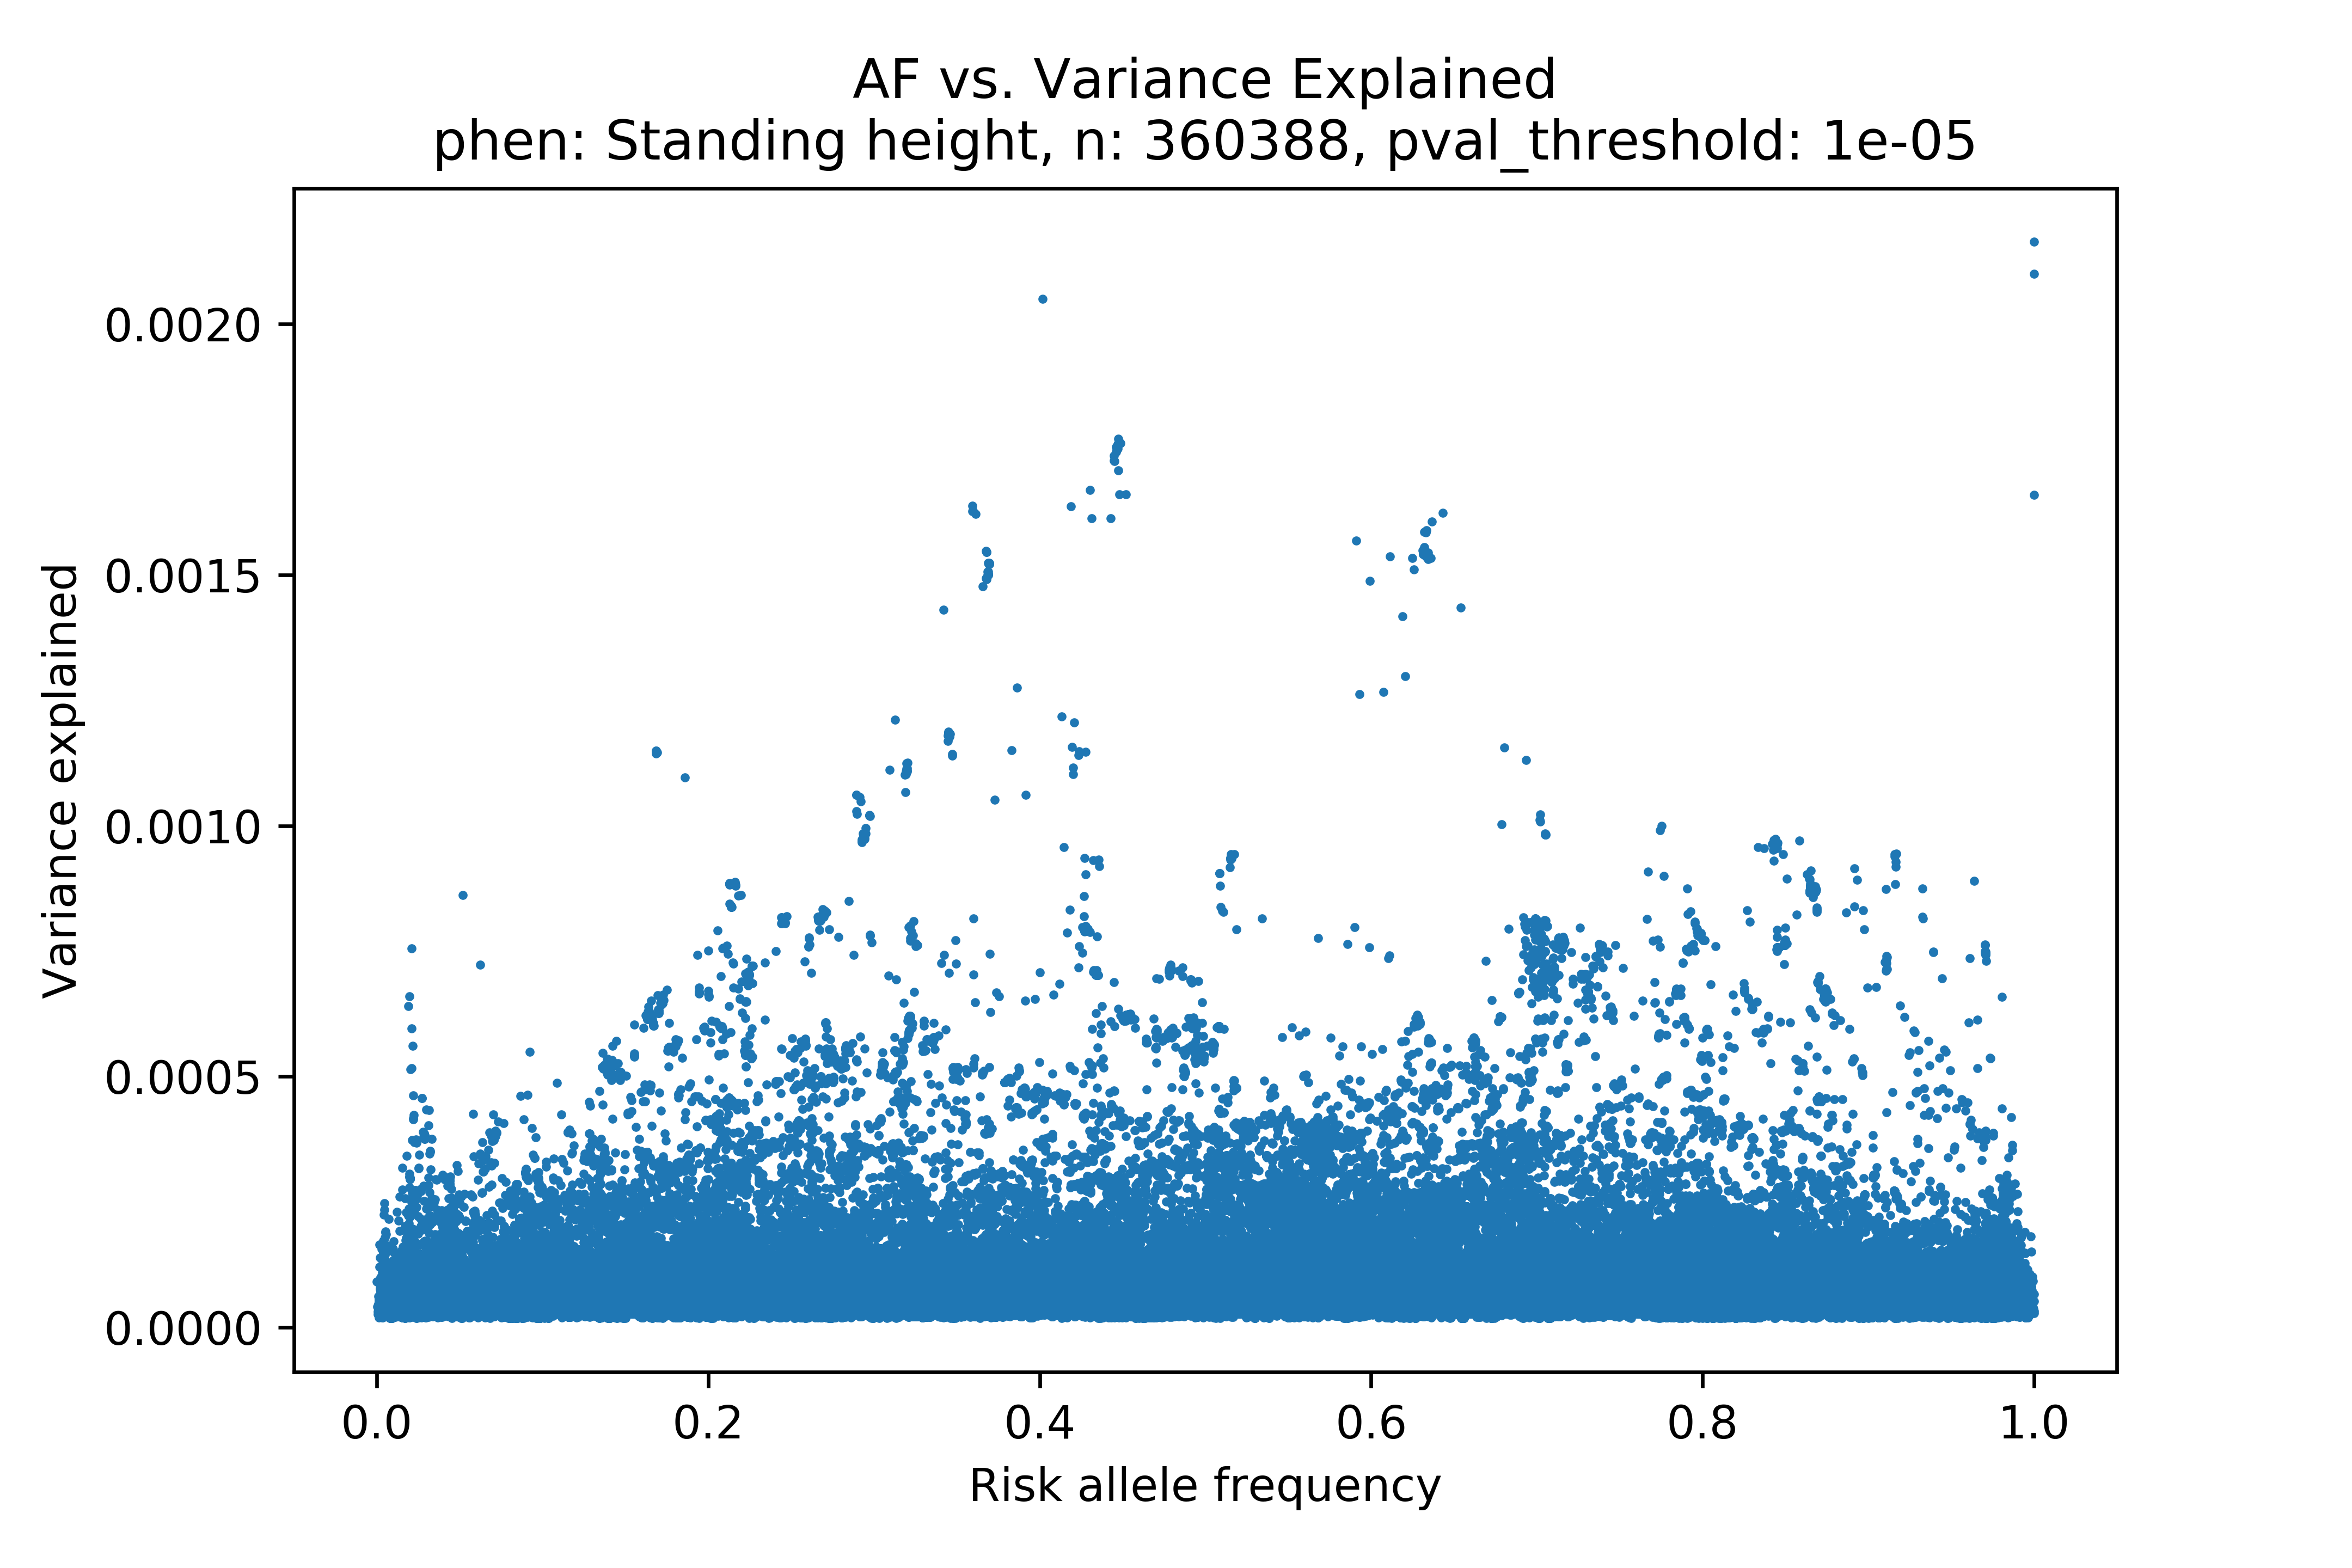 AF vs. Variance Explained
phen: Standing height, n: 360388, pval_threshold: 1e-05
Variance explained
0.0020
0.0015
0.0010
0.0005
0.0000
0.0 0.2 0.4 0.6 0.8 1.0
Risk allele frequency